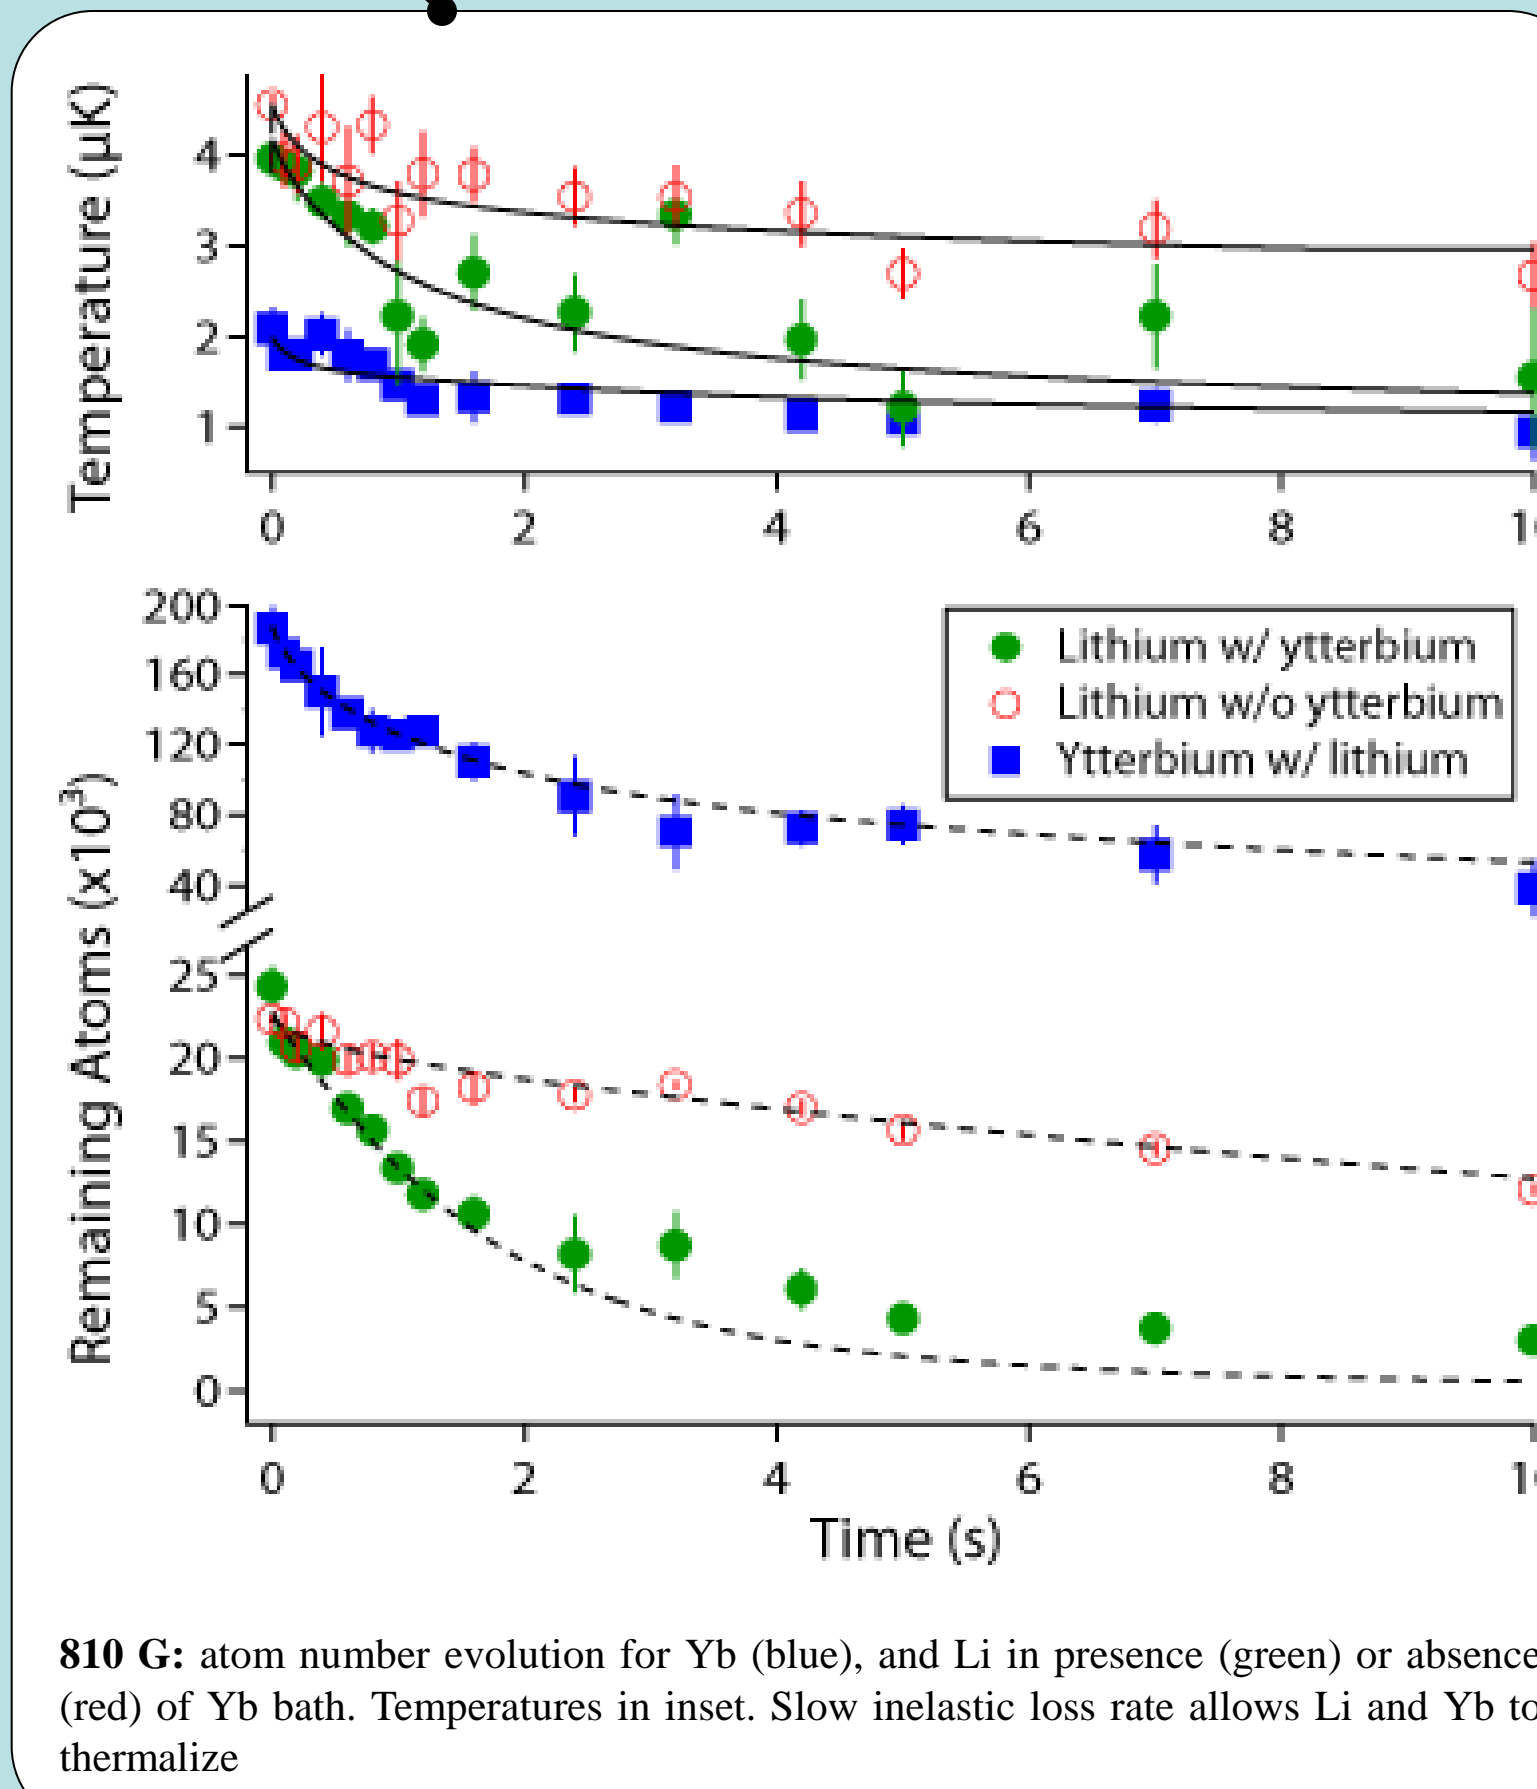 Temperature (µK)
4
3
2
1
0 2 4 6 8 1
Remaining Atoms (x10³)
200
160
120
80
40
25
20
15
10
5
0
Lithium w/ ytterbium
Lithium w/o ytterbium
Ytterbium w/ lithium
0 2 4 6 8 1
Time (s)
810 G: atom number evolution for Yb (blue), and Li in presence (green) or absence
(red) of Yb bath. Temperatures in inset. Slow inelastic loss rate allows Li and Yb to
thermalize